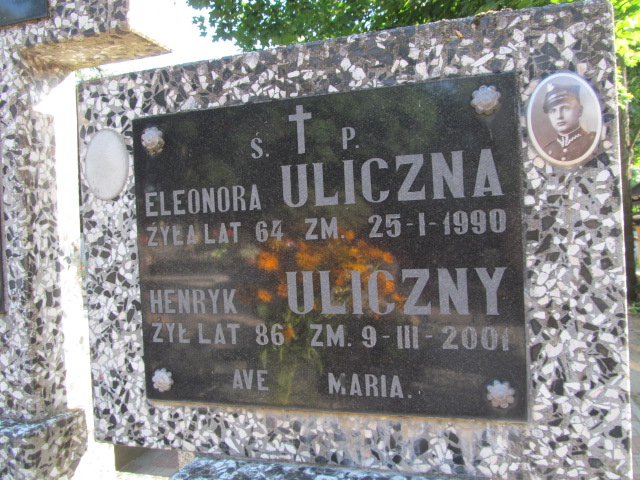 Ś. P.
ELEONORA ULICZNA
ŻYŁA LAT 64 ZM. 25-I-1990
HENRYK ULICZNY
ŻYŁ LAT 86 ZM. 9-III-2001
AVE MARIA.